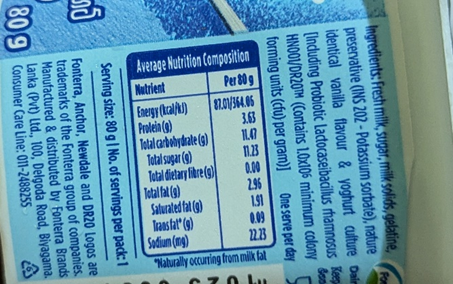 Ingredients: Fresh milk, sugar, milk solids, gelatine,
preservative (INS 202 - Potassium sorbate), nature
identical vanilla flavour & yoghurt culture
[including Probiotic Lacticaseibacillus rhamnosus
HN001/DR20™ (Contains 1.0x106 minimum colony
forming units (cfu) per gram)] One serve per day
Average Nutrition Composition
Nutrient Per 80 g
Energy (kcal/kJ) 87.01/364.06
Protein (g) 3.63
Total carbohydrate (g) 11.47
Total sugar (g) 11.23
Total dietary fibre (g) 0.00
Total fat (g) 2.96
Saturated fat (g) 1.91
Trans fat* (g) 0.09
Sodium (mg) 22.23
*Naturally occurring from milk fat
Serving size: 80 g | No. of servings per pack: 1
Fonterra, Anchor, Newdale and DR20 Logos are
trademarks of the Fonterra group of companies.
Manufactured & distributed by Fonterra Brands
Lanka (Pvt) Ltd., 100, Delgoda Road, Biyagama.
Consumer Care Line: 011-2488255
80 g